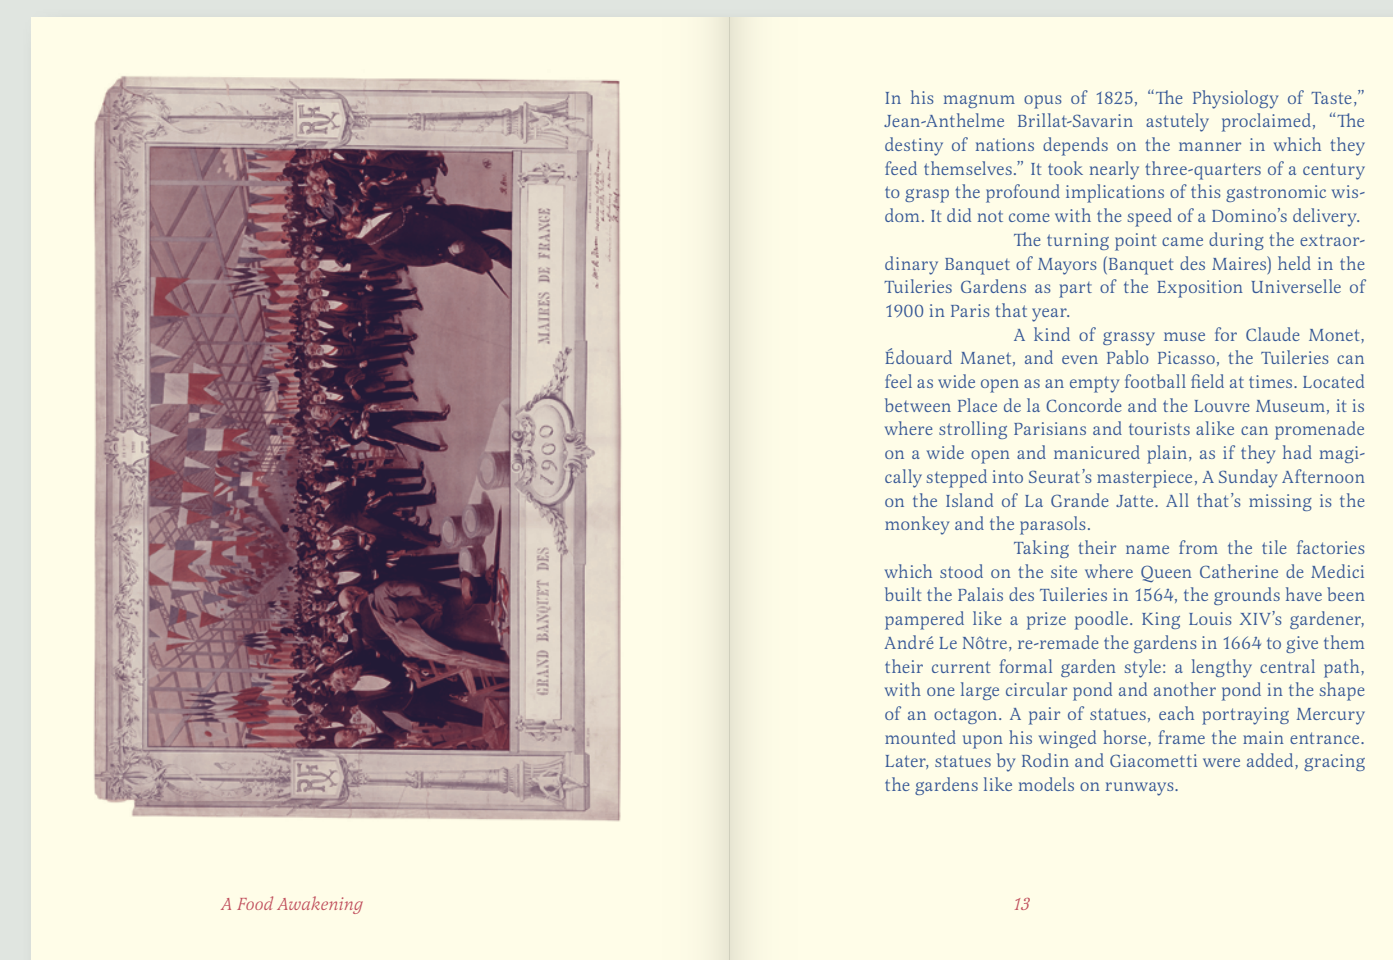 GRAND BANQUET DES
1900
MAIRES DE FRANCE
RF
RF
A Food Awakening
In his magnum opus of 1825, “The Physiology of Taste,”
Jean-Anthelme Brillat-Savarin astutely proclaimed, “The
destiny of nations depends on the manner in which they
feed themselves.” It took nearly three-quarters of a century
to grasp the profound implications of this gastronomic wis-
dom. It did not come with the speed of a Domino’s delivery.
The turning point came during the extraor-
dinary Banquet of Mayors (Banquet des Maires) held in the
Tuileries Gardens as part of the Exposition Universelle of
1900 in Paris that year.
A kind of grassy muse for Claude Monet,
Édouard Manet, and even Pablo Picasso, the Tuileries can
feel as wide open as an empty football field at times. Located
between Place de la Concorde and the Louvre Museum, it is
where strolling Parisians and tourists alike can promenade
on a wide open and manicured plain, as if they had magi-
cally stepped into Seurat’s masterpiece, A Sunday Afternoon
on the Island of La Grande Jatte. All that’s missing is the
monkey and the parasols.
Taking their name from the tile factories
which stood on the site where Queen Catherine de Medici
built the Palais des Tuileries in 1564, the grounds have been
pampered like a prize poodle. King Louis XIV’s gardener,
André Le Nôtre, re-remade the gardens in 1664 to give them
their current formal garden style: a lengthy central path,
with one large circular pond and another pond in the shape
of an octagon. A pair of statues, each portraying Mercury
mounted upon his winged horse, frame the main entrance.
Later, statues by Rodin and Giacometti were added, gracing
the gardens like models on runways.
13